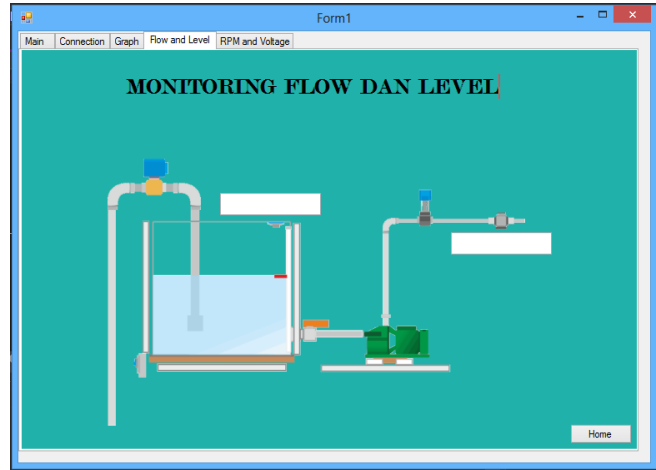 Form1
Main Connection Graph Flow and Level RPM and Voltage
MONITORING FLOW DAN LEVEL
Home